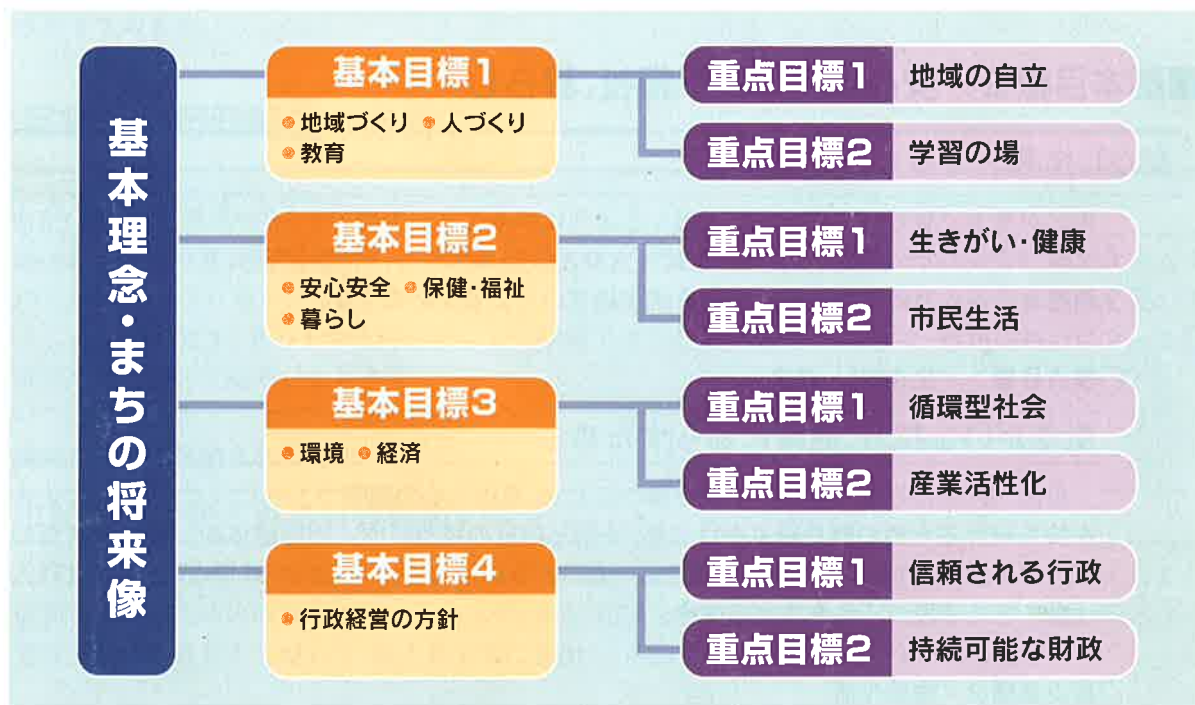 基本理念・まちの将来像
基本目標1
●地域づくり ●人づくり
●教育
重点目標1 地域の自立
重点目標2 学習の場
基本目標2
●安心安全 ●保健・福祉
●暮らし
重点目標1 生きがい・健康
重点目標2 市民生活
基本目標3
●環境 ●経済
重点目標1 循環型社会
重点目標2 産業活性化
基本目標4
●行政経営の方針
重点目標1 信頼される行政
重点目標2 持続可能な財政